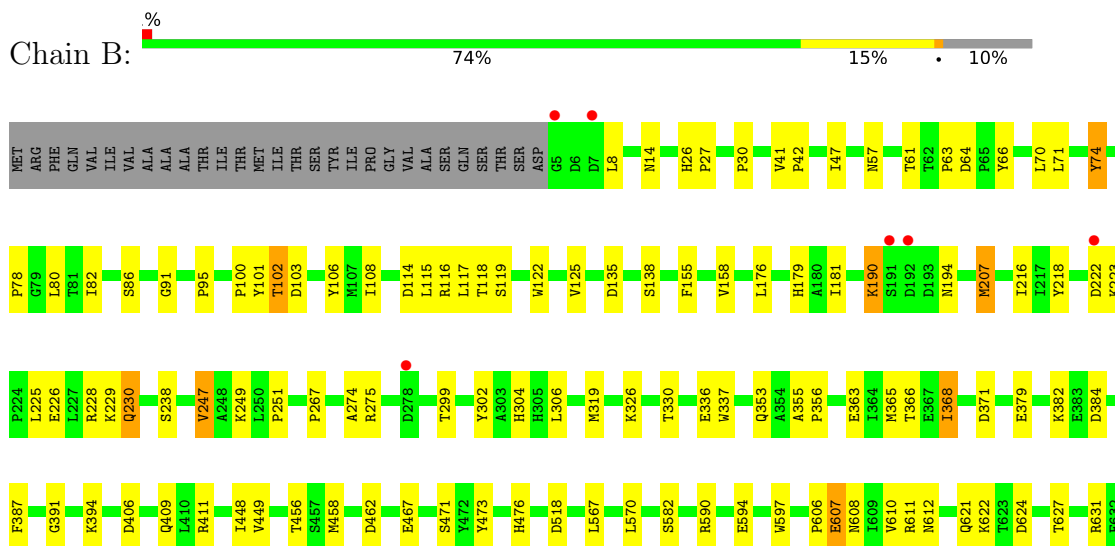 %
Chain B:
74% 15% • 10%
MET ARG PHE GLN VAL ILE VAL ALA ALA ALA THR ILE THR MET ILE THR SER TYR ILE PRO GLY VAL ALA SER GLN SER THR SER ASP G5 D6 D7 L8 N14 H26 P27 P30 V41 P42 I47 N57 T61 T62 P63 D64 P65 Y66 L70 L71 Y74
P78 G79 L80 T81 I82 S86 G91 P95 P100 Y101 T102 D103 Y106 M107 I108 D114 L115 R116 L117 T118 S119 W122 V125 D135 S138 F155 V158 L176 H179 A180 I181 K190 S191 D192 D193 N194 M207 I216 I217 Y218 D222 K223
P224 L225 E226 L227 R228 K229 Q230 S238 V247 A248 K249 L250 P251 P267 A274 R275 D278 T299 Y302 A303 H304 H305 L306 M319 K326 T330 E336 W337 Q353 A354 A355 P356 E363 I364 M365 T366 E367 I368 D371 E379 K382 E383 D384
F387 G391 K394 D406 Q409 L410 R411 I448 V449 T456 S457 M458 D462 E467 S471 Y472 Y473 H476 D518 L567 L570 S582 R590 E594 W597 P606 E607 N608 I609 V610 R611 N612 Q621 K622 T623 D624 T627 R631